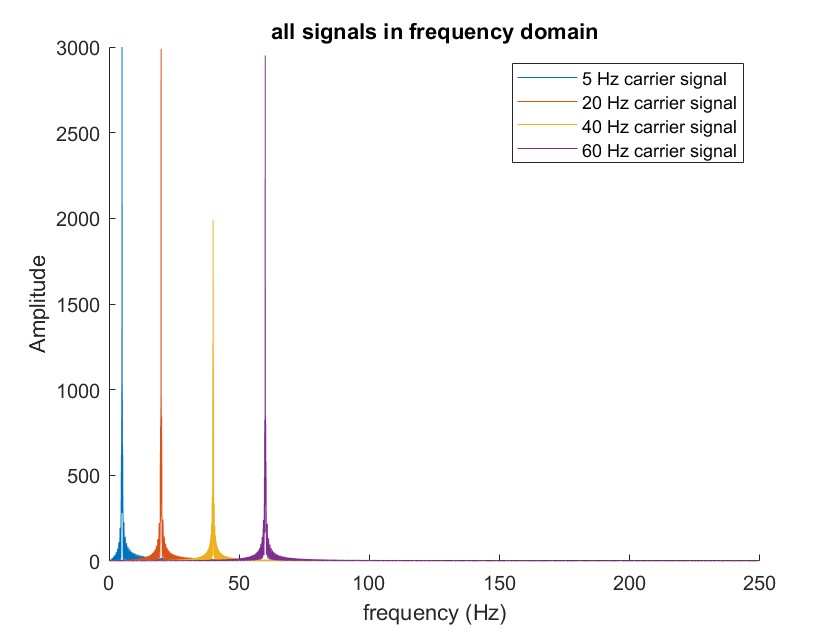 all signals in frequency domain
5 Hz carrier signal
20 Hz carrier signal
40 Hz carrier signal
60 Hz carrier signal
Amplitude
3000
2500
2000
1500
1000
500
0
0 50 100 150 200 250
frequency (Hz)